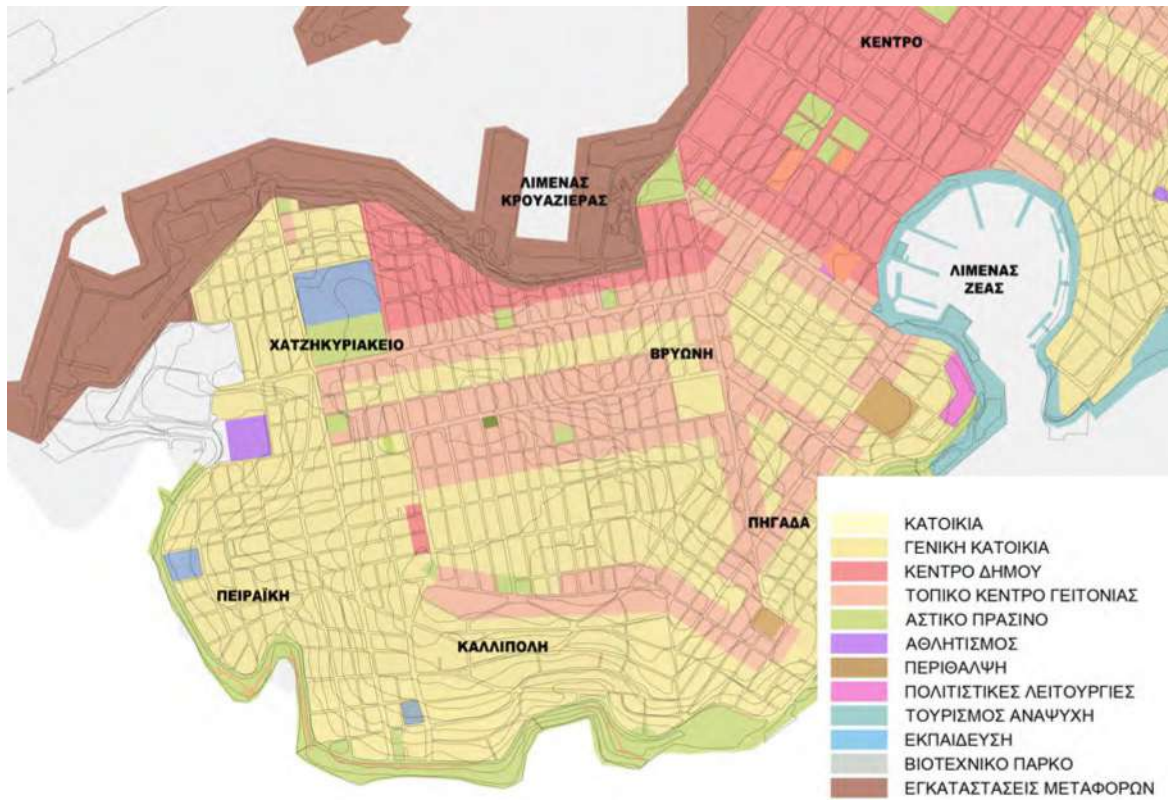 ΚΕΝΤΡΟ
ΛΙΜΕΝΑΣ
ΚΡΟΥΑΖΙΕΡΑΣ
ΛΙΜΕΝΑΣ
ΖΕΑΣ
ΧΑΤΖΗΚΥΡΙΑΚΕΙΟ
ΒΡΥΩΝΗ
ΠΗΓΑΔΑ
ΠΕΙΡΑΪΚΗ
ΚΑΛΛΙΠΟΛΗ
ΚΑΤΟΙΚΙΑ
ΓΕΝΙΚΗ ΚΑΤΟΙΚΙΑ
ΚΕΝΤΡΟ ΔΗΜΟΥ
ΤΟΠΙΚΟ ΚΕΝΤΡΟ ΓΕΙΤΟΝΙΑΣ
ΑΣΤΙΚΟ ΠΡΑΣΙΝΟ
ΑΘΛΗΤΙΣΜΟΣ
ΠΕΡΙΘΑΛΨΗ
ΠΟΛΙΤΙΣΤΙΚΕΣ ΛΕΙΤΟΥΡΓΙΕΣ
ΤΟΥΡΙΣΜΟΣ ΑΝΑΨΥΧΗ
ΕΚΠΑΙΔΕΥΣΗ
ΒΙΟΤΕΧΝΙΚΟ ΠΑΡΚΟ
ΕΓΚΑΤΑΣΤΑΣΕΙΣ ΜΕΤΑΦΟΡΩΝ